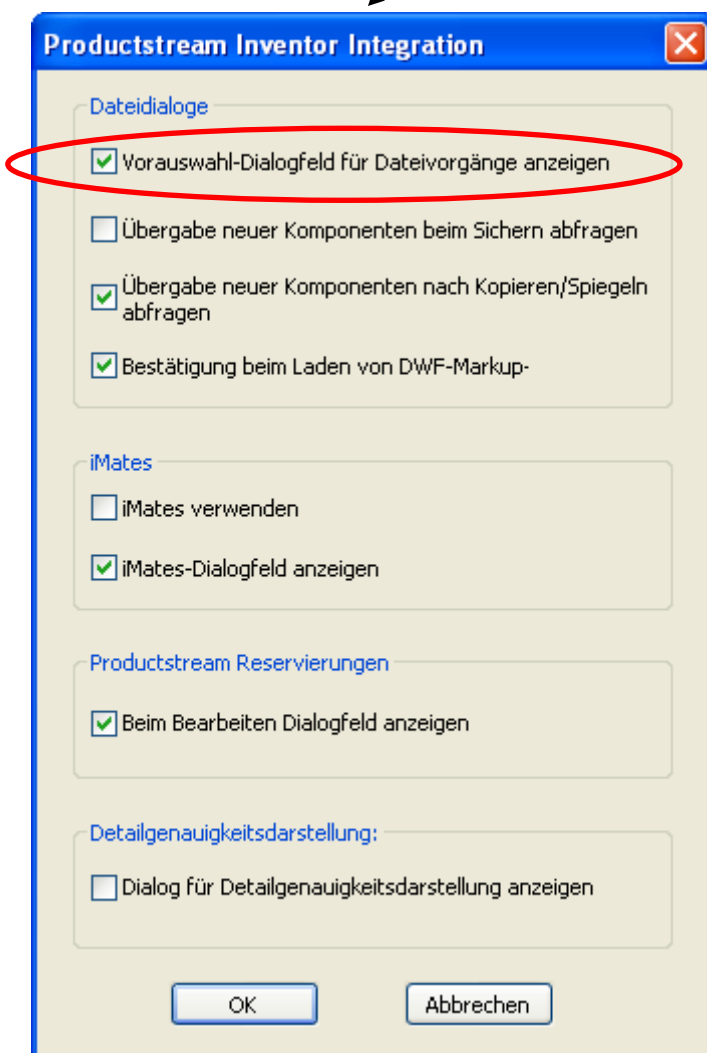 Productstream Inventor Integration
Dateidialoge
Vorauswahl-Dialogfeld für Dateivorgänge anzeigen
Übergabe neuer Komponenten beim Sichern abfragen
Übergabe neuer Komponenten nach Kopieren/Spiegeln
abfragen
Bestätigung beim Laden von DWF-Markup-
iMates
iMates verwenden
iMates-Dialogfeld anzeigen
Productstream Reservierungen
Beim Bearbeiten Dialogfeld anzeigen
Detailgenauigkeitsdarstellung:
Dialog für Detailgenauigkeitsdarstellung anzeigen
OK Abbrechen